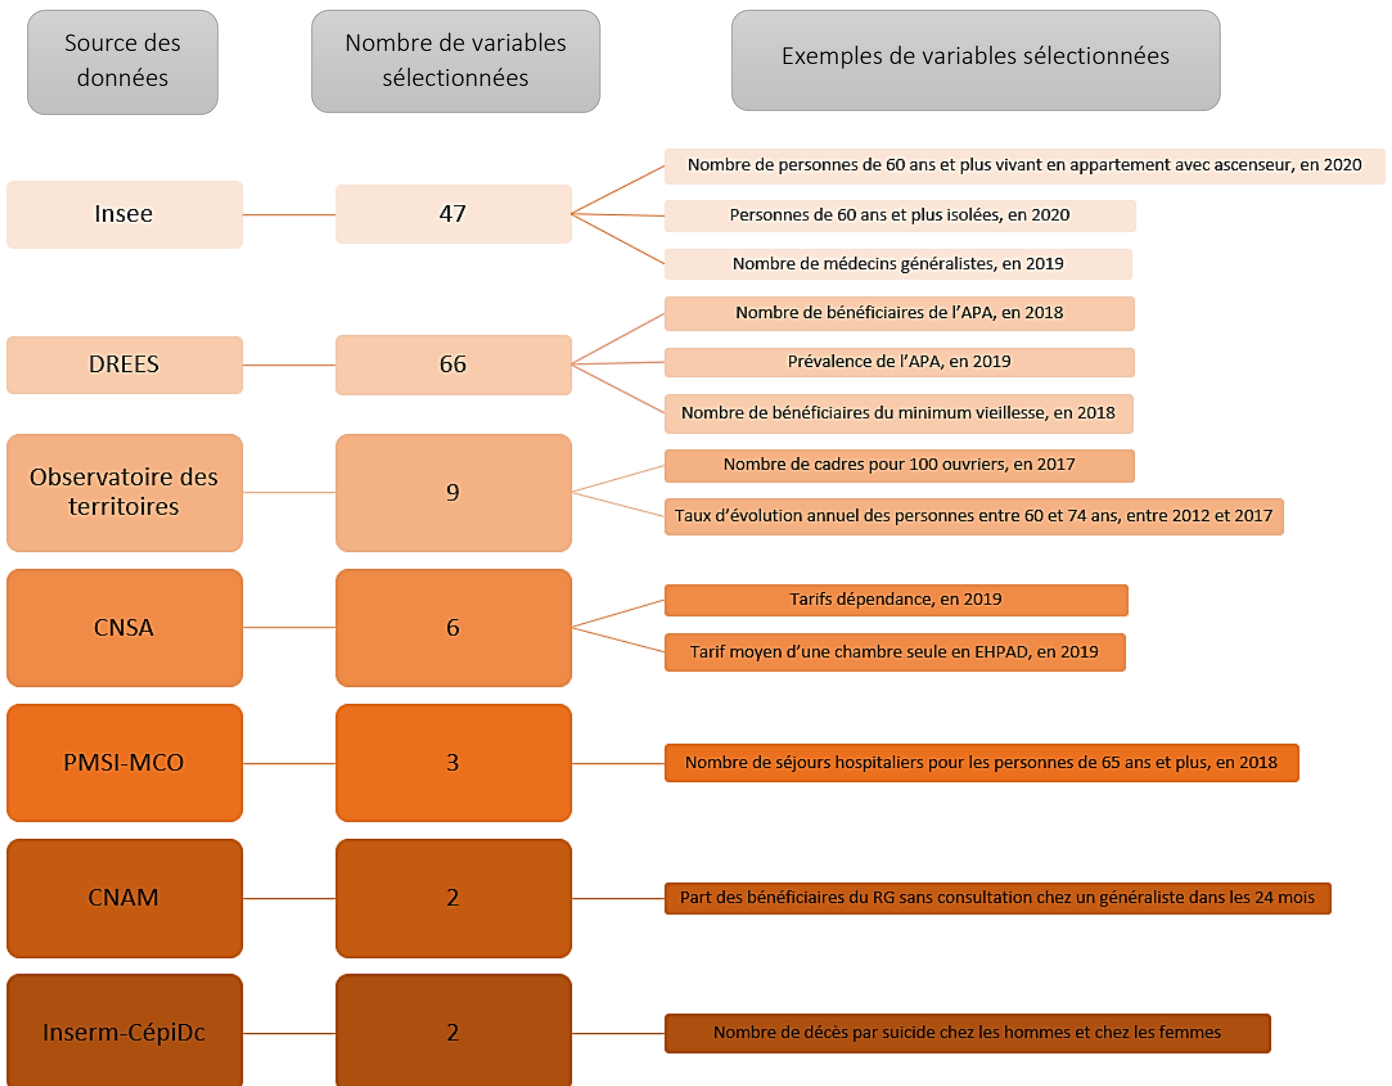 Source des
données
Nombre de variables
sélectionnées
Exemples de variables sélectionnées
Insee
47
Nombre de personnes de 60 ans et plus vivant en appartement avec ascenseur, en 2020
Personnes de 60 ans et plus isolées, en 2020
Nombre de médecins généralistes, en 2019
DREES
66
Nombre de bénéficiaires de l’APA, en 2018
Prévalence de l’APA, en 2019
Nombre de bénéficiaires du minimum vieillesse, en 2018
Observatoire des
territoires
9
Nombre de cadres pour 100 ouvriers, en 2017
Taux d’évolution annuel des personnes entre 60 et 74 ans, entre 2012 et 2017
CNSA
6
Tarifs dépendance, en 2019
Tarif moyen d’une chambre seule en EHPAD, en 2019
PMSI-MCO
3
Nombre de séjours hospitaliers pour les personnes de 65 ans et plus, en 2018
CNAM
2
Part des bénéficiaires du RG sans consultation chez un généraliste dans les 24 mois
Inserm-CépiDc
2
Nombre de décès par suicide chez les hommes et chez les femmes